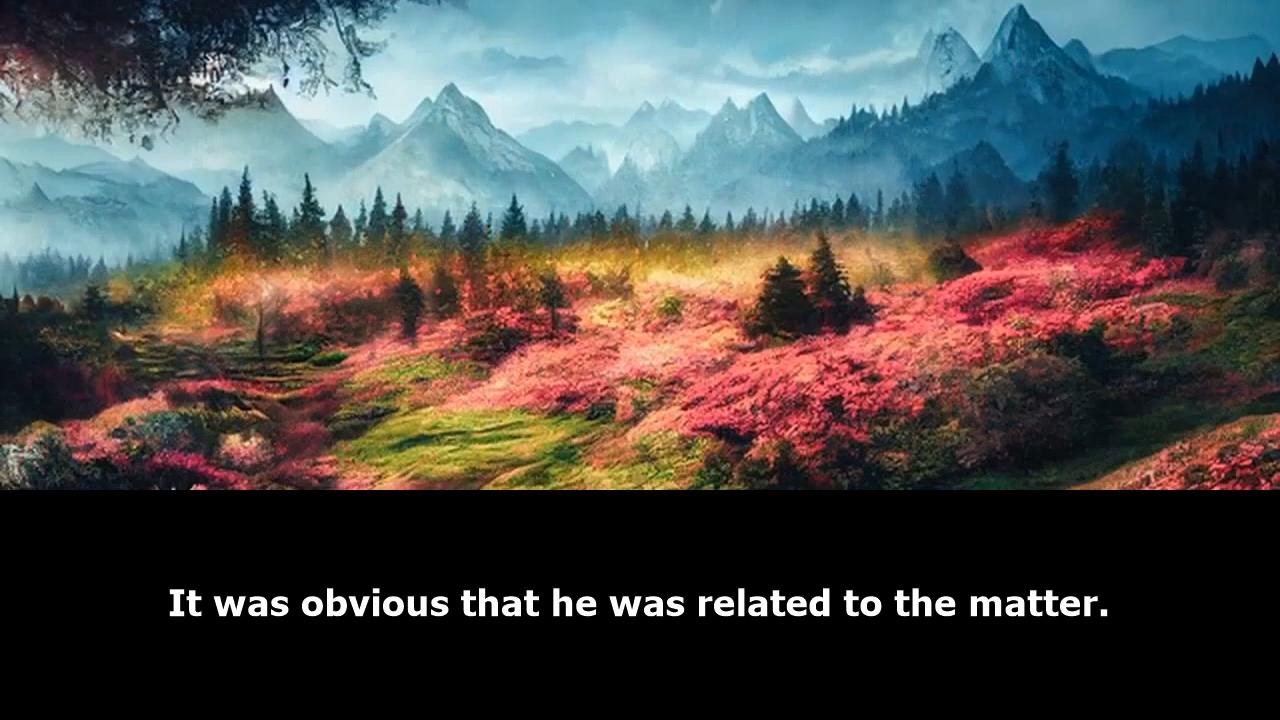 It was obvious that he was related to the matter.